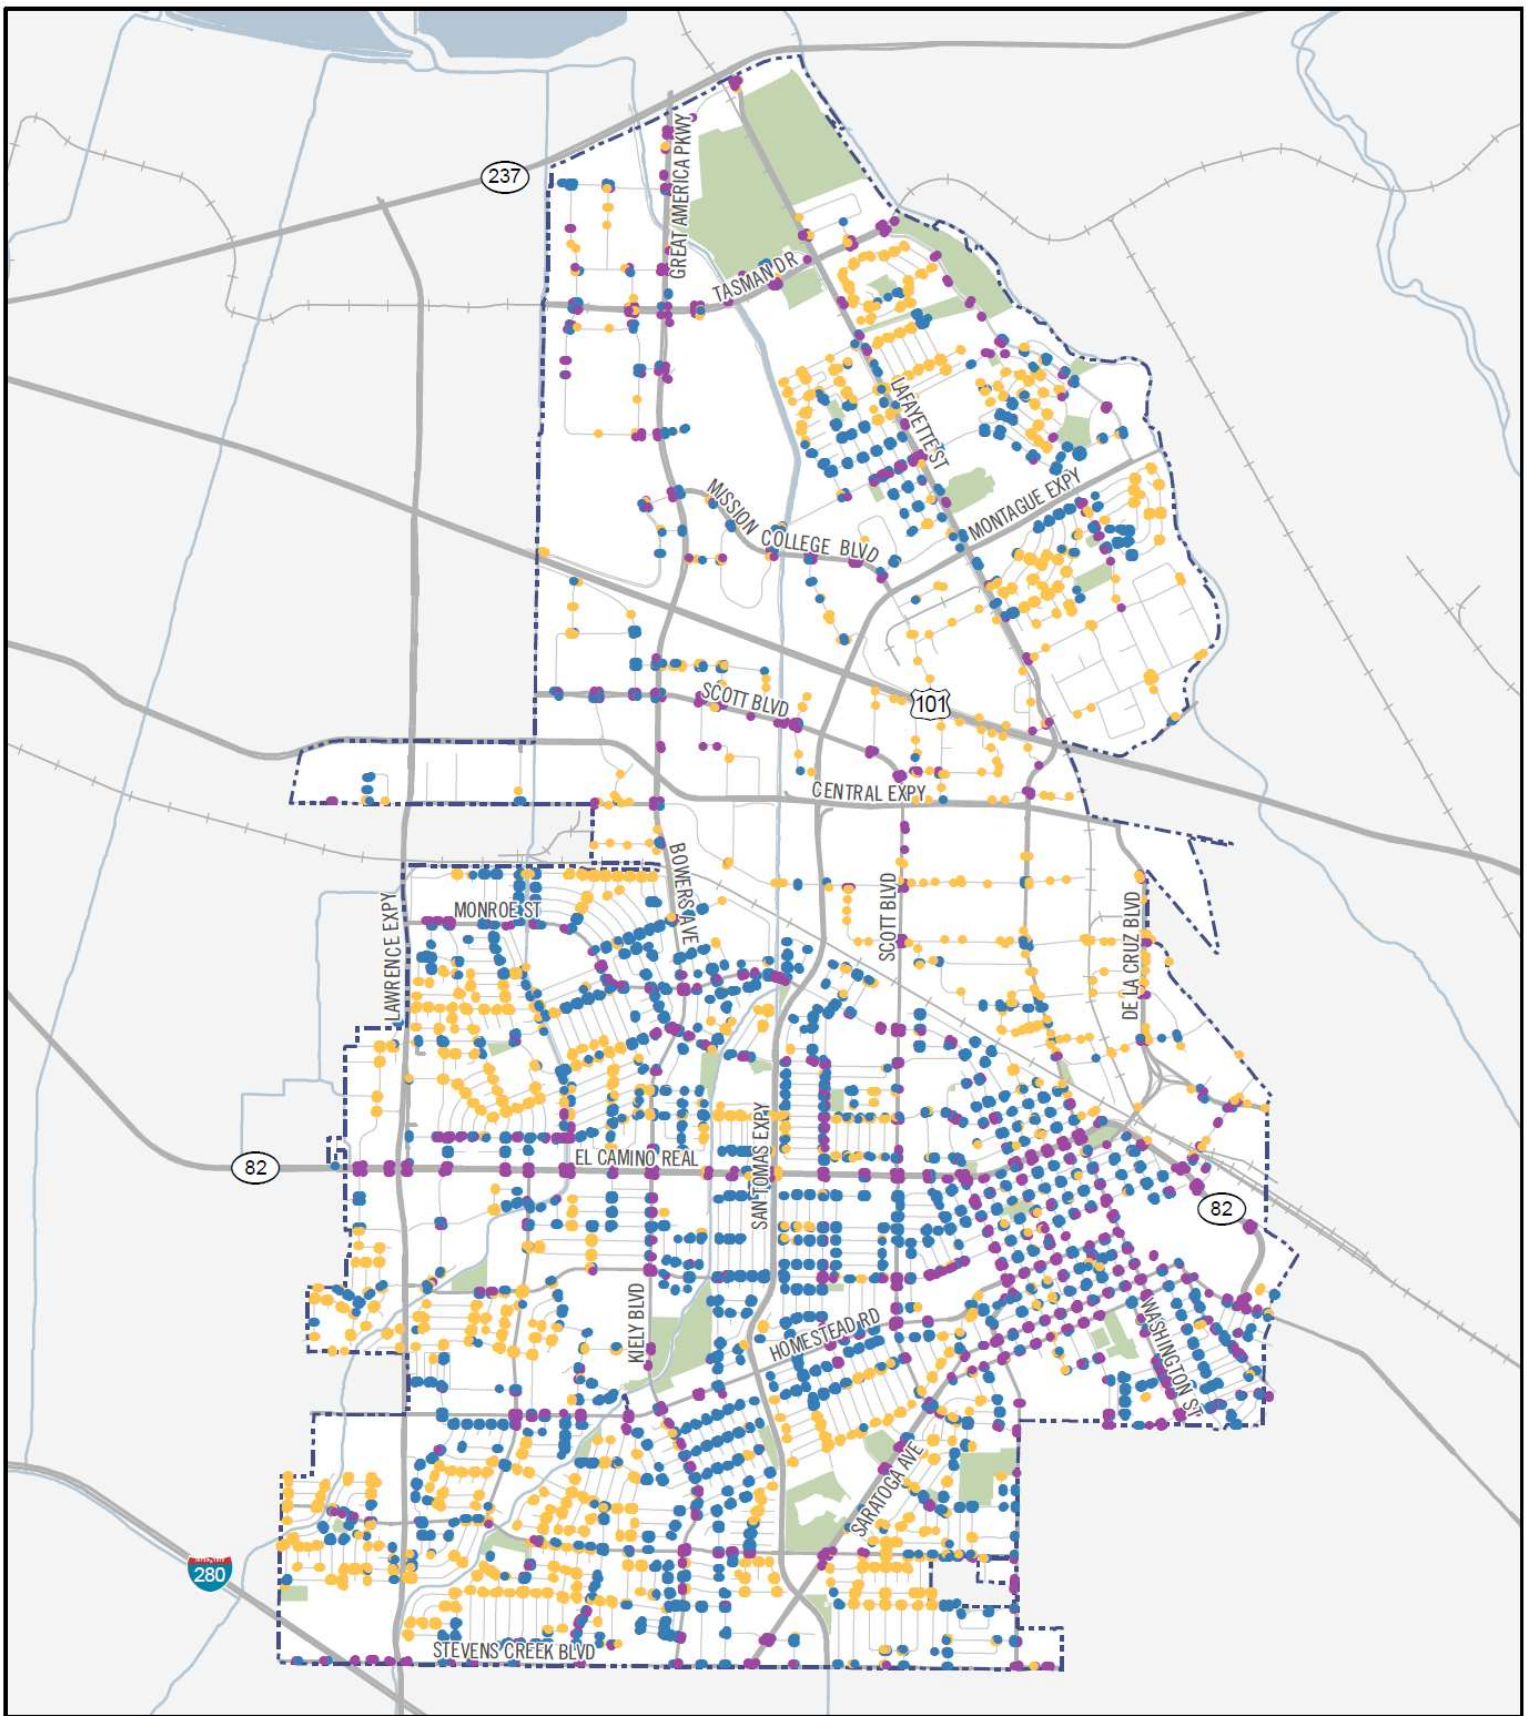 237
GREAT AMERICA PKWY
TASMAN DR
LAFAYETTE ST
MISSION COLLEGE BLVD
MONTAGUE EXPY
101
SCOTT BLVD
CENTRAL EXPY
BOWERS AVE
SCOTT BLVD
DE LA CRUZ BLVD
LAWRENCE EXPY
MONROE ST
SAN TOMAS EXPY
EL CAMINO REAL
82
82
KIELY BLVD
HOMESTEAD RD
WASHINGTON ST
SARATOGA AVE
280
STEVENS CREEK BLVD